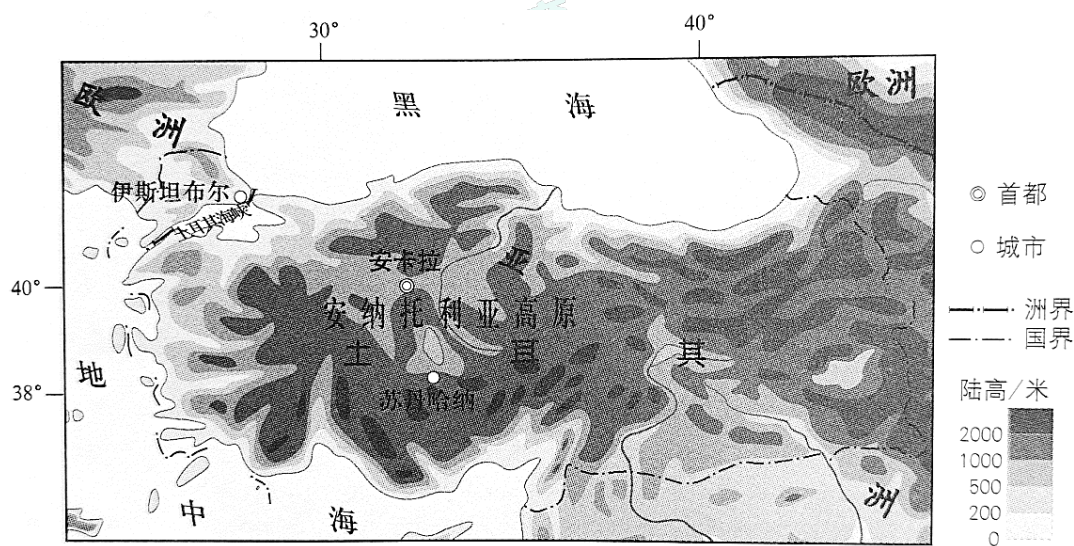 30°
40°
欧洲
黑海
欧洲
伊斯坦布尔
土耳其海峡
安卡拉
亚
40°
安纳托利亚高原
土耳其
地
38°
苏丹哈纳
洲
中海
首都
城市
洲界
国界
陆高/米
2000
1000
500
200
0